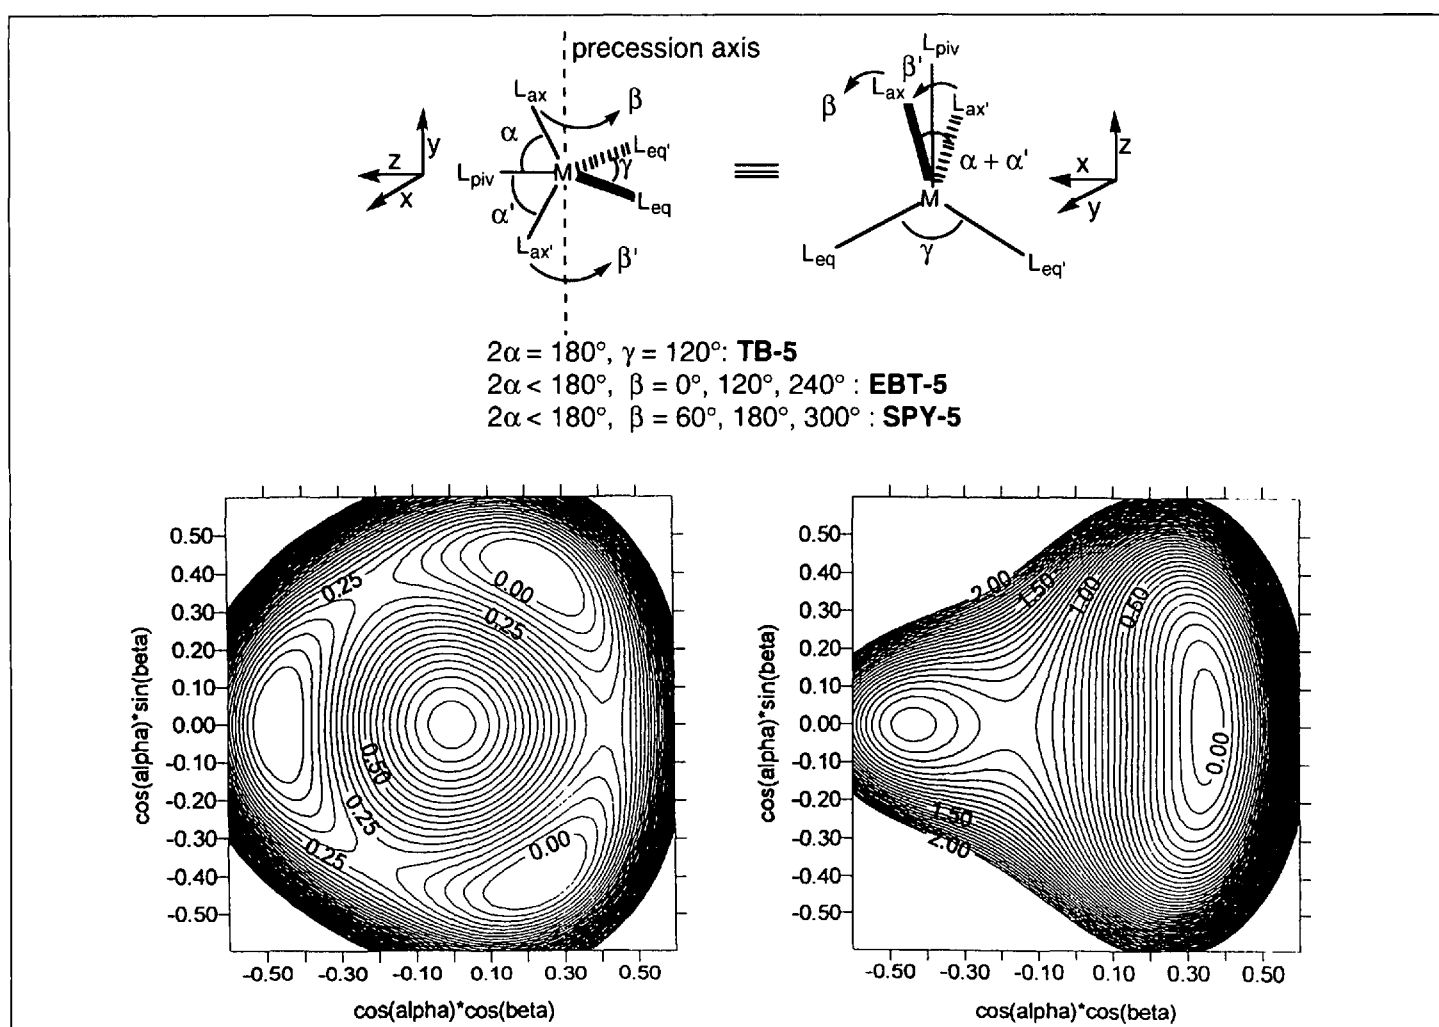 precession axis
L_ax
β
α
L_eq'
γ
z
y
x
L_piv
M
α'
L_eq
L_ax'
β'
L_piv
β'
L_ax
β
L_ax'
α + α'
x
z
y
M
L_eq
γ
L_eq'
2α = 180°, γ = 120°: TB-5
2α < 180°, β = 0°, 120°, 240° : EBT-5
2α < 180°, β = 60°, 180°, 300° : SPY-5
cos(alpha)*sin(beta)
0.50
0.40
0.30
0.20
0.10
0.00
-0.10
-0.20
-0.30
-0.40
-0.50
0.25
0.00
0.25
0.50
0.25
0.25
0.00
-0.50 -0.30 -0.10 0.10 0.30 0.50
cos(alpha)*cos(beta)
cos(alpha)*sin(beta)
0.50
0.40
0.30
0.20
0.10
0.00
-0.10
-0.20
-0.30
-0.40
-0.50
2.00
1.50
1.00
0.60
0.00
1.50
2.00
-0.50 -0.30 -0.10 0.10 0.30 0.50
cos(alpha)*cos(beta)